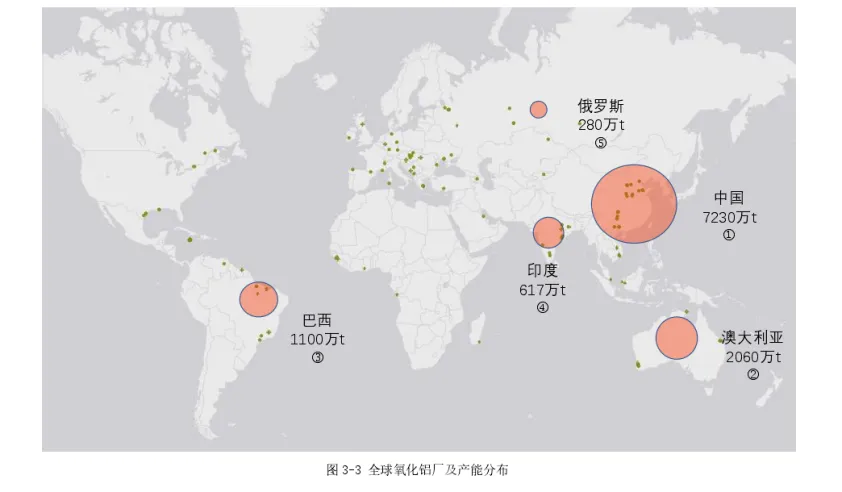 俄罗斯
280万t
⑤
中国
7230万t
①
印度
617万t
④
巴西
1100万t
③
澳大利亚
2060万t
②
图 3-3 全球氧化铝厂及产能分布